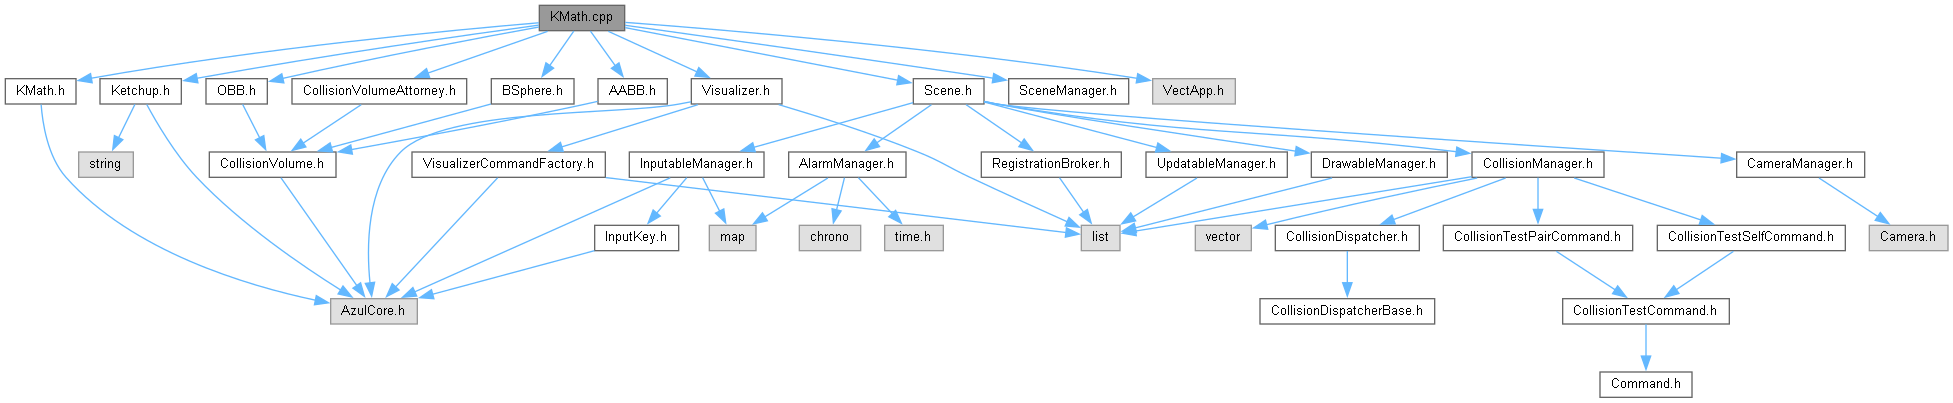 KMath.cpp
KMath.h
Ketchup.h
OBB.h
CollisionVolumeAttorney.h
BSphere.h
AABB.h
Visualizer.h
Scene.h
SceneManager.h
VectApp.h
string
CollisionVolume.h
VisualizerCommandFactory.h
InputableManager.h
AlarmManager.h
RegistrationBroker.h
UpdatableManager.h
DrawableManager.h
CollisionManager.h
CameraManager.h
InputKey.h
map
chrono
time.h
list
vector
CollisionDispatcher.h
CollisionTestPairCommand.h
CollisionTestSelfCommand.h
Camera.h
AzulCore.h
CollisionDispatcherBase.h
CollisionTestCommand.h
Command.h